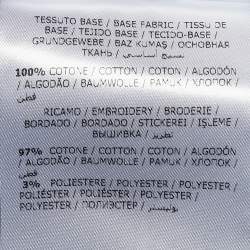 TESSUTO BASE / BASE FABRIC / TISSU DE
BASE / TEJIDO BASE / TECIDO-BASE /
GRUNDGEWEBE / BAZ KUMAŞ / ОСНОВНАЯ
ТКАНЬ / نسيج أساسي
100% COTONE / COTTON / COTON / ALGODÓN
/ ALGODÃO / BAUMWOLLE / PAMUK / ХЛОПОК /
قطن
RICAMO / EMBROIDERY / BRODERIE /
BORDADO / BORDADO / STICKEREI / İŞLEME /
ВЫШИВКА / تطريز
97% COTONE / COTTON / COTON / ALGODÓN
/ ALGODÃO / BAUMWOLLE / PAMUK / ХЛОПОК /
قطن
3% POLIESTERE / POLYESTER / POLYESTER /
POLIÉSTER / POLIÉSTER / POLYESTER /
POLYESTER / ПОЛИЭСТЕР / بوليستر